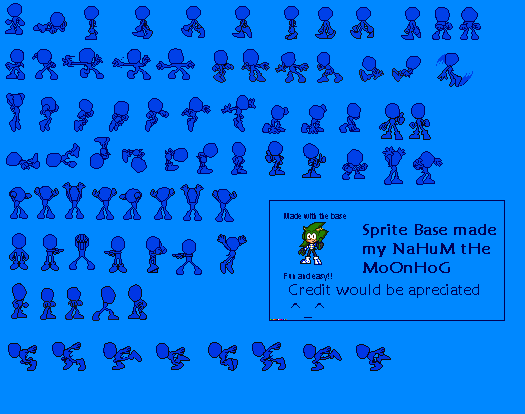 Made with the base
Sprite Base made
my NaHuM tHe
MoOnHoG
Fun and easy!!
Credit would be apreciated
^_^